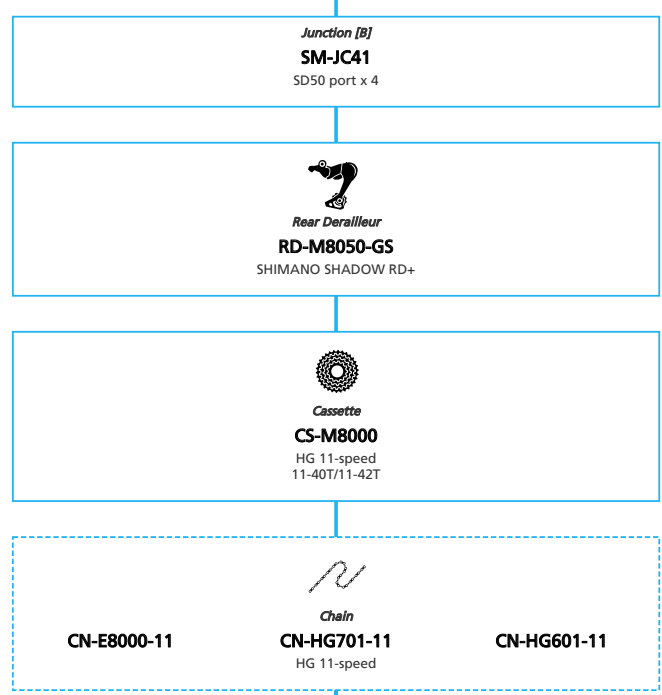 Junction [B]
SM-JC41
SD50 port x 4
Rear Derailleur
RD-M8050-GS
SHIMANO SHADOW RD+
Cassette
CS-M8000
HG 11-speed
11-40T/11-42T
Chain
CN-E8000-11 CN-HG701-11 CN-HG601-11
HG 11-speed